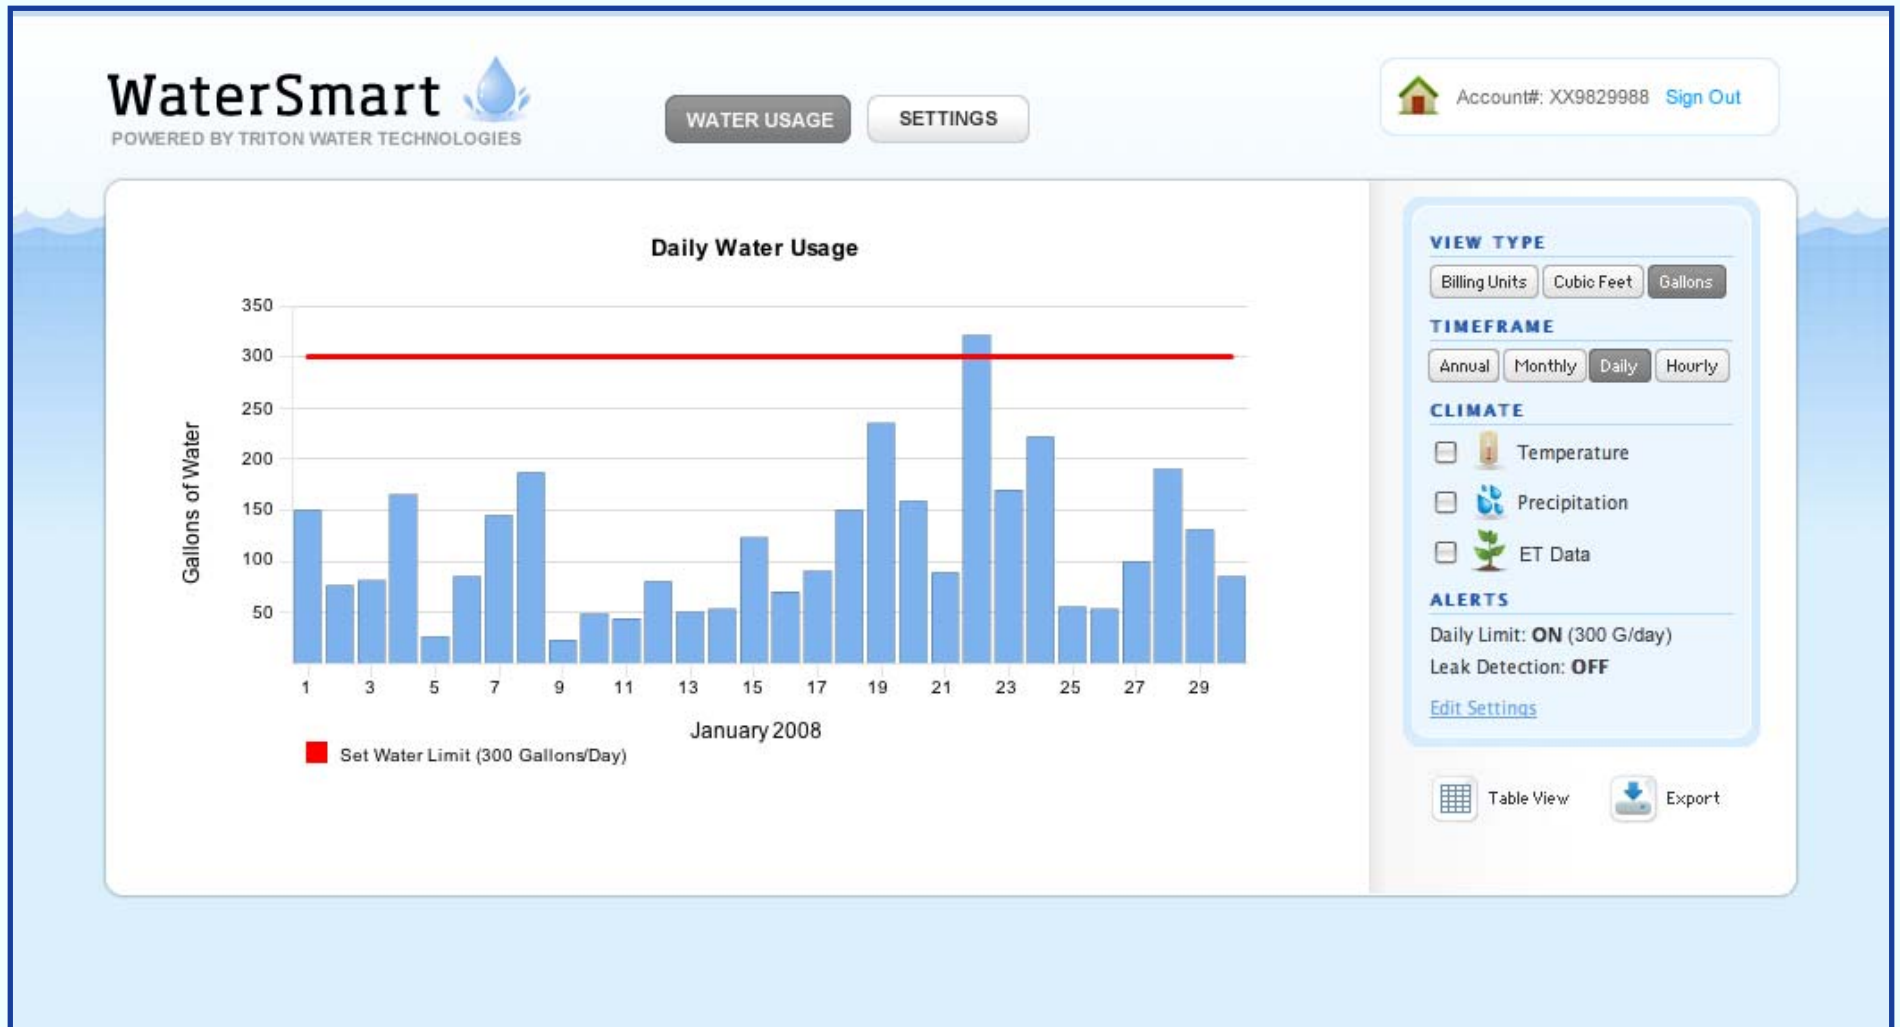 WaterSmart
POWERED BY TRITON WATER TECHNOLOGIES
WATER USAGE
SETTINGS
Account#: XX9829988 Sign Out
Daily Water Usage
350
300
250
200
150
100
50
Gallons of Water
1 3 5 7 9 11 13 15 17 19 21 23 25 27 29
January 2008
Set Water Limit (300 Gallons/Day)
VIEW TYPE
Billing Units Cubic Feet Gallons
TIMEFRAME
Annual Monthly Daily Hourly
CLIMATE
Temperature
Precipitation
ET Data
ALERTS
Daily Limit: ON (300 G/day)
Leak Detection: OFF
Edit Settings
Table View Export